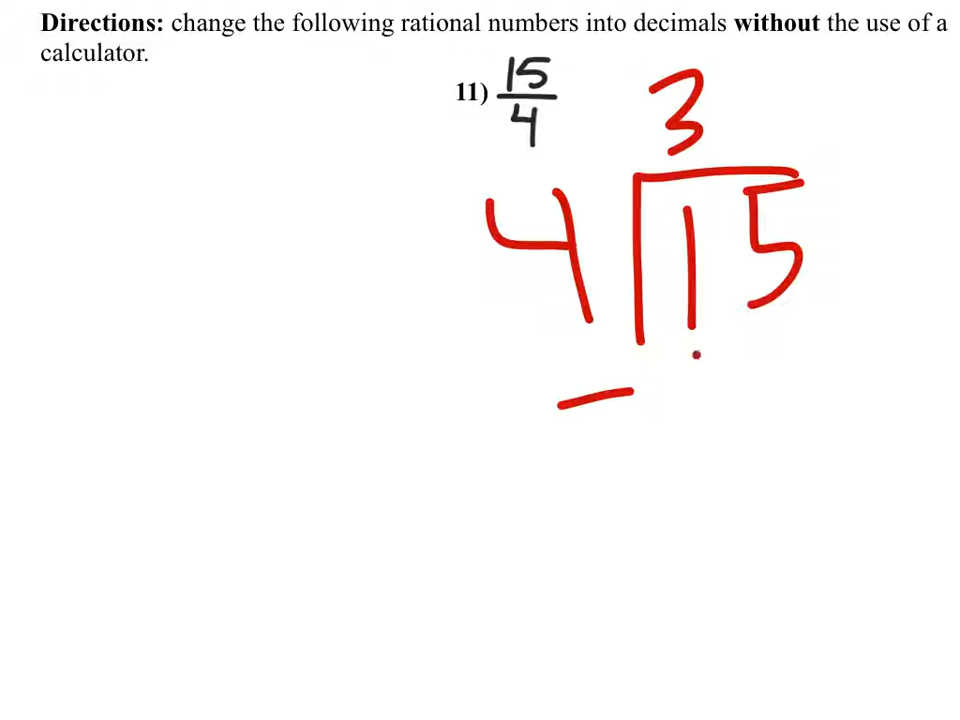 Directions: change the following rational numbers into decimals without the use of a
calculator.
11) 15/4
3
4 15
−